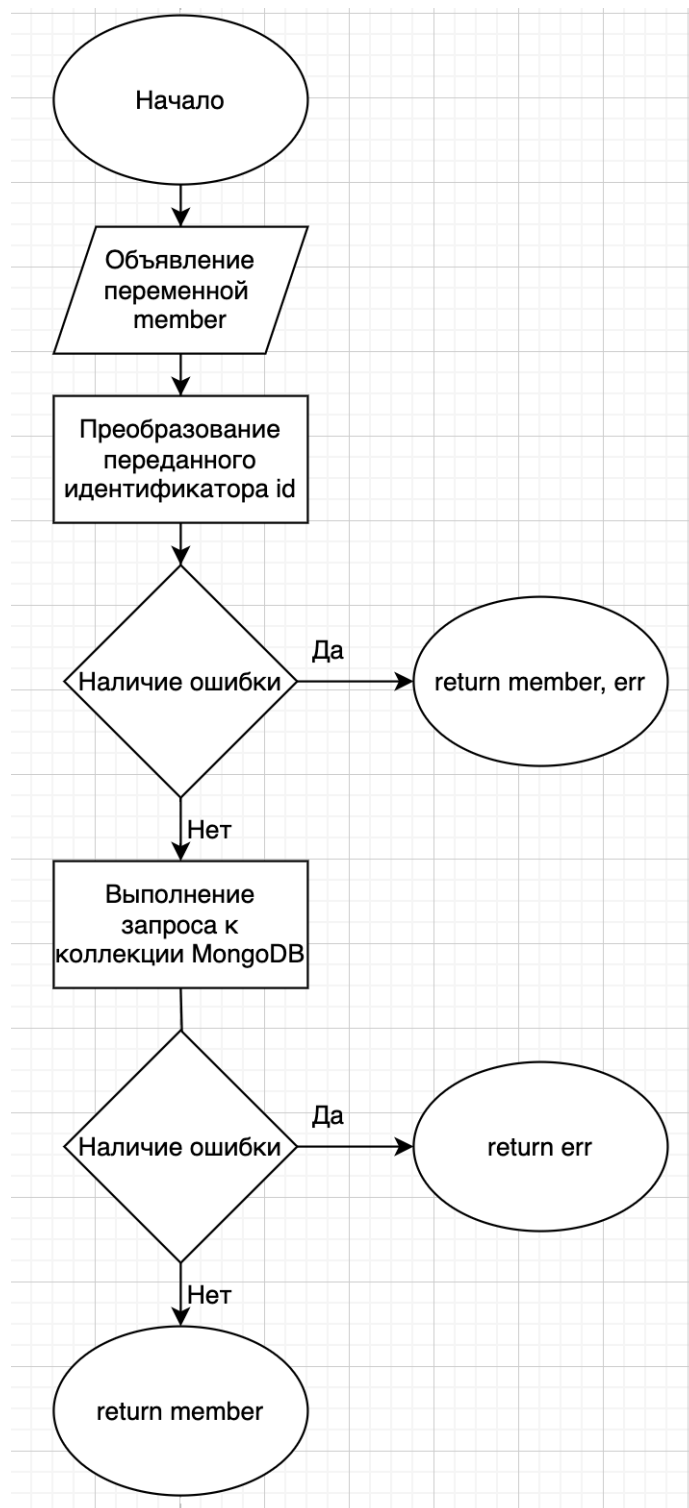 Начало
Объявление
переменной
member
Преобразование
переданного
идентификатора id
Наличие ошибки
Да
return member, err
Нет
Выполнение
запроса к
коллекции MongoDB
Наличие ошибки
Да
return err
Нет
return member